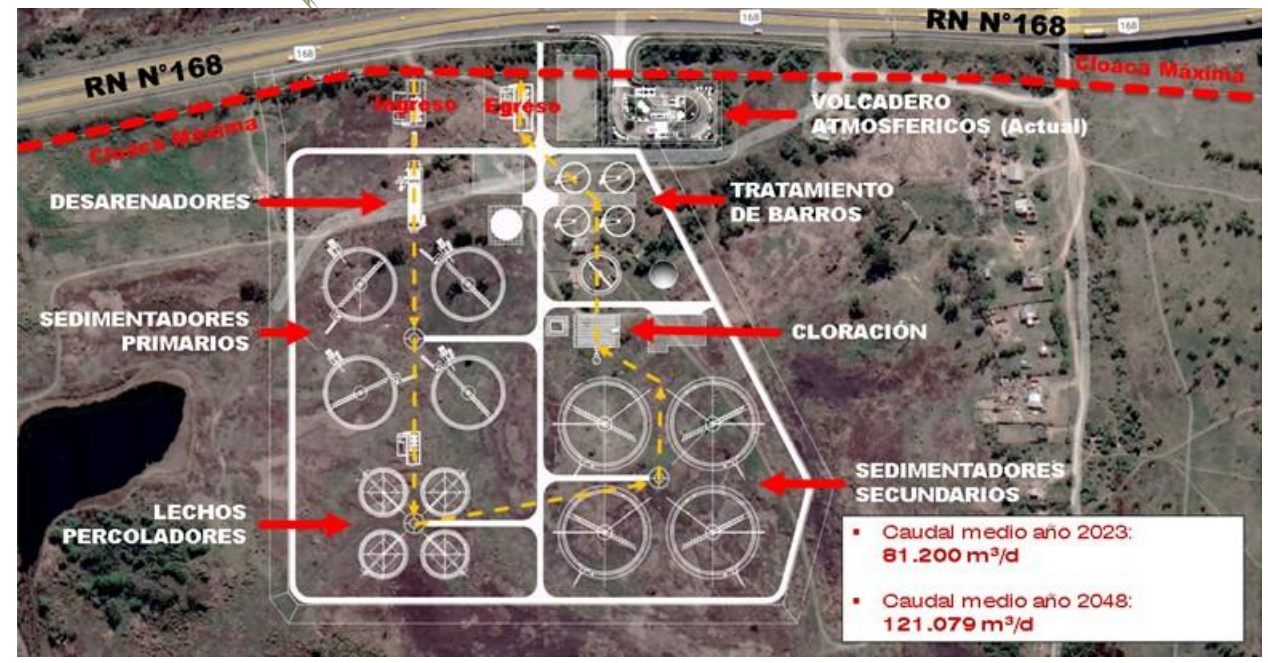 168
RN N°168
168
RN N°168
168
Cloaca Máxima
Cloaca Máxima
Ingreso
Egreso
VOLCADERO
ATMOSFERICOS (Actual)
DESARENADORES
TRATAMIENTO
DE BARROS
SEDIMENTADORES
PRIMARIOS
CLORACIÓN
LECHOS
PERCOLADORES
SEDIMENTADORES
SECUNDARIOS
▪ Caudal medio año 2023:
81.200 m³/d
▪ Caudal medio año 2048:
121.079 m³/d